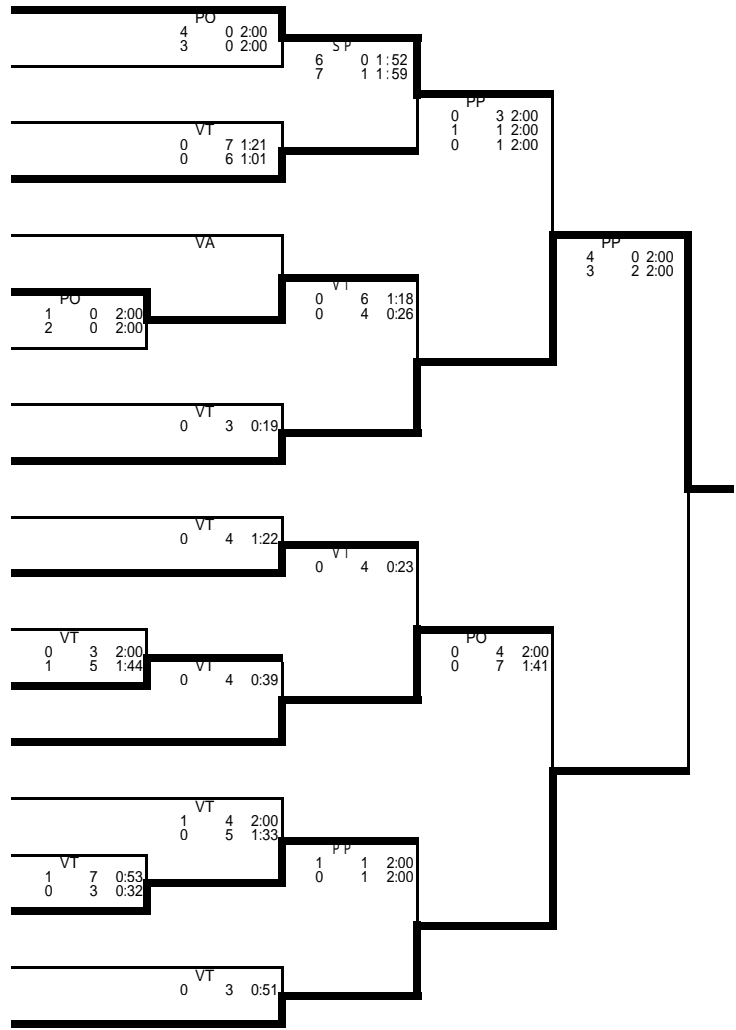 PO
4 0 2:00
3 0 2:00
SP
6 0 1:52
7 1 1:59
PP
0 3 2:00
1 1 2:00
0 1 2:00
VT
0 7 1:21
0 6 1:01
VA
PP
4 0 2:00
3 2 2:00
PO
1 0 2:00
2 0 2:00
VT
0 6 1:18
0 4 0:26
VT
0 3 0:19
VT
0 4 1:22
VT
0 4 0:23
VT
0 3 2:00
1 5 1:44
VT
0 4 0:39
PO
0 4 2:00
0 7 1:41
VT
1 4 2:00
0 5 1:33
VT
1 7 0:53
0 3 0:32
PP
1 1 2:00
0 1 2:00
VT
0 3 0:51